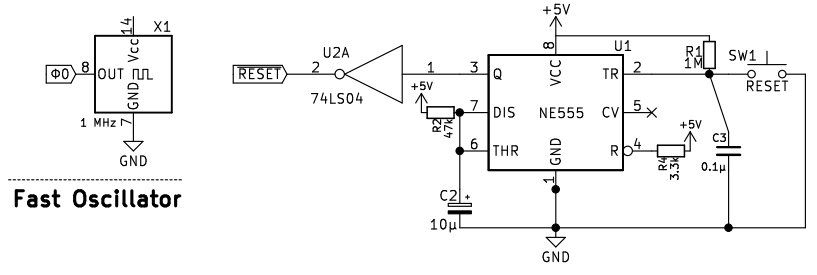 X1
14
Vcc
Φ0
8
OUT
GND
7
1 MHz
GND
Fast Oscillator
+5V
8
U1
VCC
R1
1M
SW1
RESET
U2A
RESET
2
1
74LS04
3
Q
TR
2
+5V
R2
47k
7
DIS
NE555
CV
5
6
THR
GND
R
4
+5V
R4
3.3k
C3
0.1µ
1
C2
+
10µ
GND